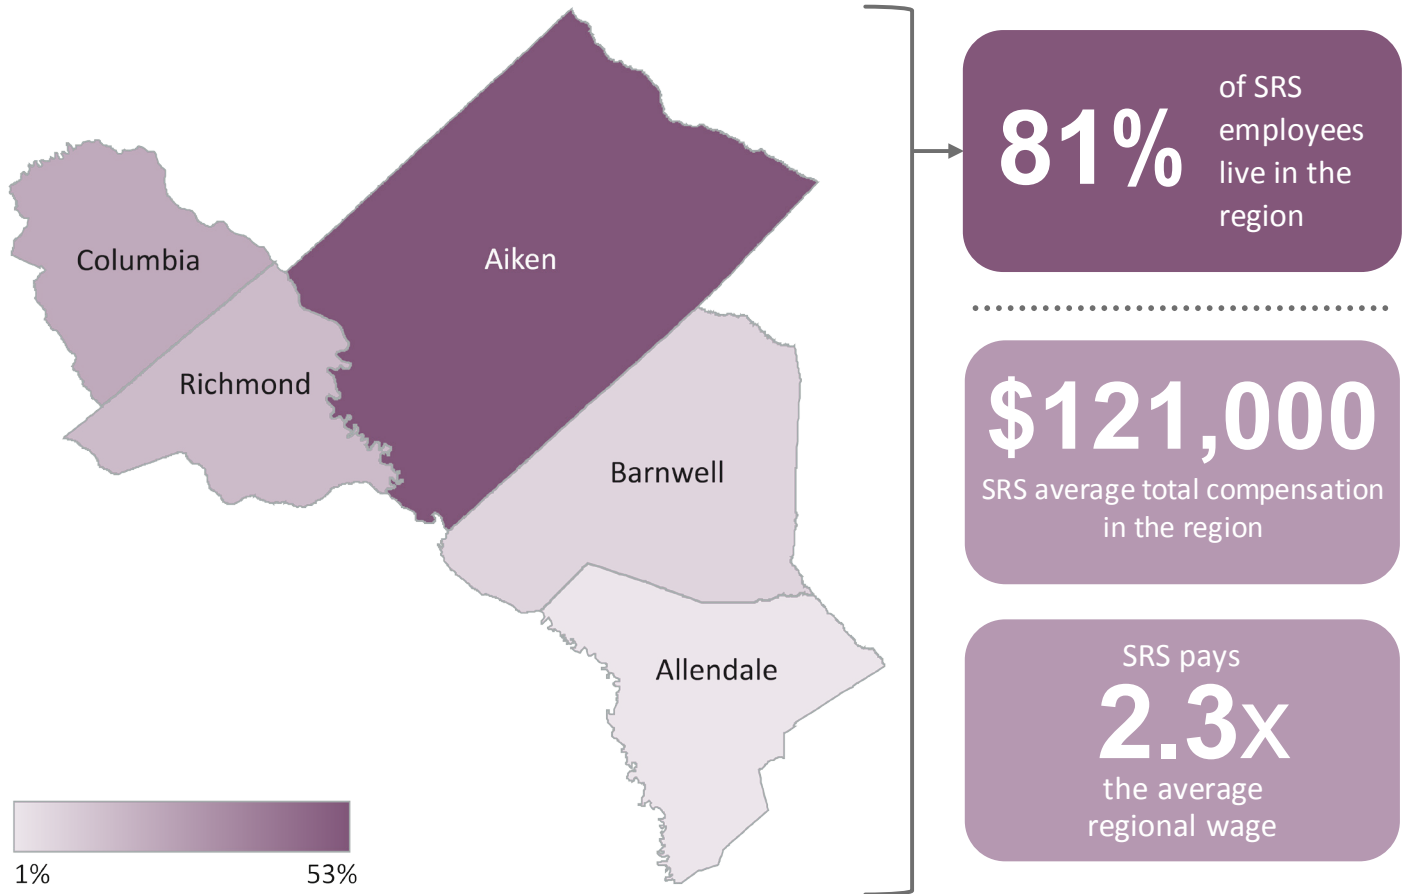 Columbia
Aiken
Richmond
Barnwell
Allendale
1%
53%
81%
of SRS
employees
live in the
region
$121,000
SRS average total compensation
in the region
SRS pays
2.3x
the average
regional wage